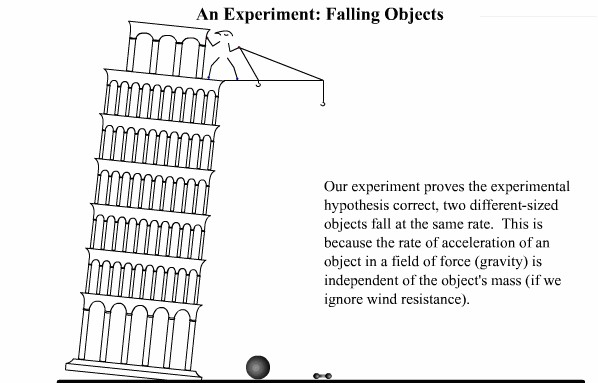 An Experiment: Falling Objects
Our experiment proves the experimental
hypothesis correct, two different-sized
objects fall at the same rate.  This is
because the rate of acceleration of an
object in a field of force (gravity) is
independent of the object's mass (if we
ignore wind resistance).